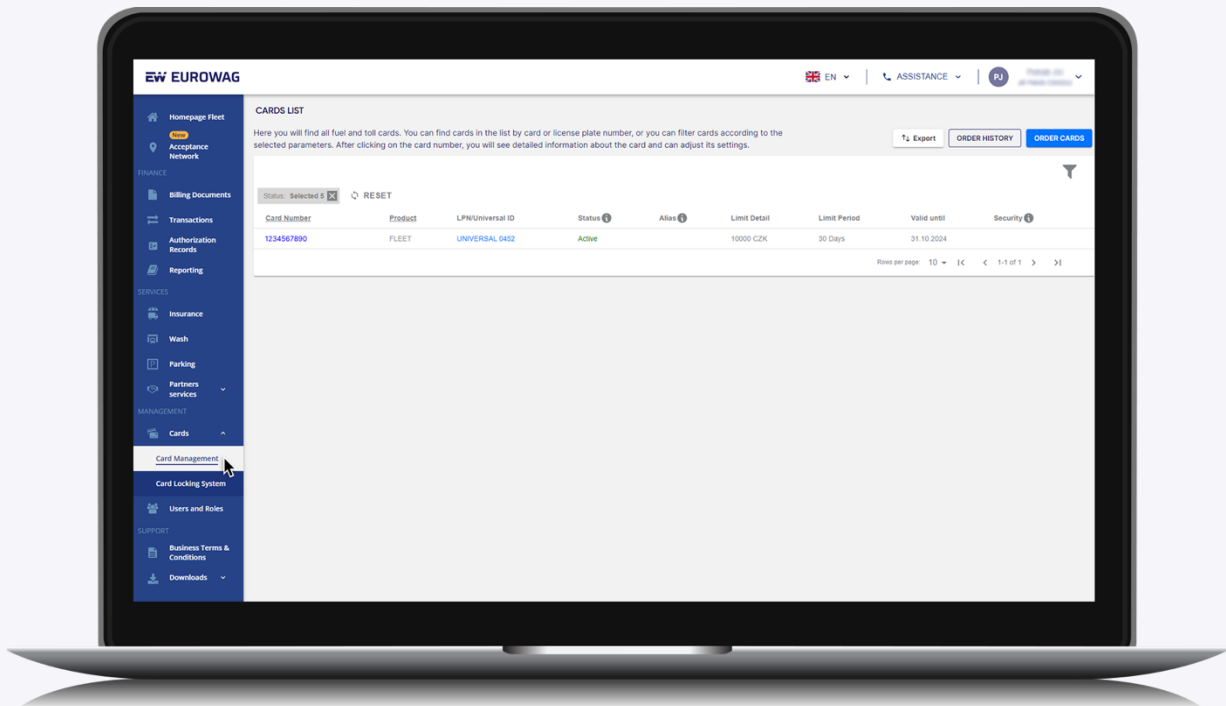 EW EUROWAG
EN
ASSISTANCE
PJ
Homepage Fleet
New
Acceptance
Network
FINANCE
Billing Documents
Transactions
Authorization
Records
Reporting
SERVICES
Insurance
Wash
Parking
Partners
services
MANAGEMENT
Cards
Card Management
Card Locking System
Users and Roles
SUPPORT
Business Terms &
Conditions
Downloads
CARDS LIST
Here you will find all fuel and toll cards. You can find cards in the list by card or license plate number, or you can filter cards according to the
selected parameters. After clicking on the card number, you will see detailed information about the card and can adjust its settings.
Export ORDER HISTORY ORDER CARDS
Status: Selected 5 RESET
Card Number Product LPN/Universal ID Status Alias Limit Detail Limit Period Valid until Security
1234567890 FLEET UNIVERSAL 0452 Active 10000 CZK 30 Days 31.10.2024
Rows per page: 10 1-1 of 1